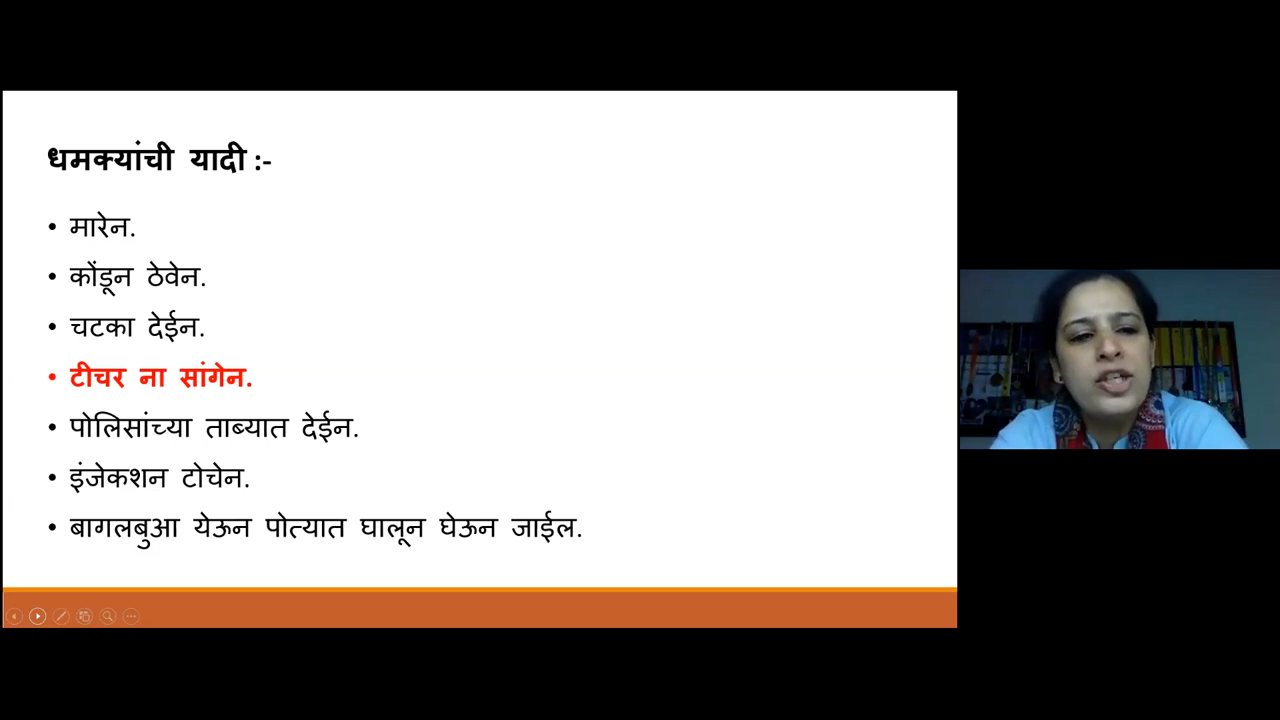 धमक्यांची यादी :-
• मारेन.
• कोंडून ठेवेन.
• चटका देईन.
• टीचर ना सांगेन.
• पोलिसांच्या ताब्यात देईन.
• इंजेकशन टोचेन.
• बागलबुआ येऊन पोत्यात घालून घेऊन जाईल.